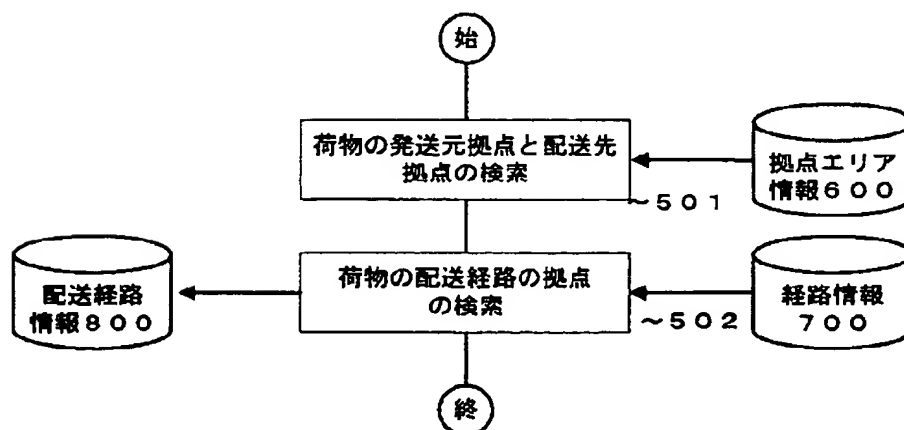 始
荷物の発送元拠点と配送先
拠点の検索
拠点エリア
情報600
～501
荷物の配送経路の拠点
の検索
配送経路
情報800
経路情報
700
～502
終